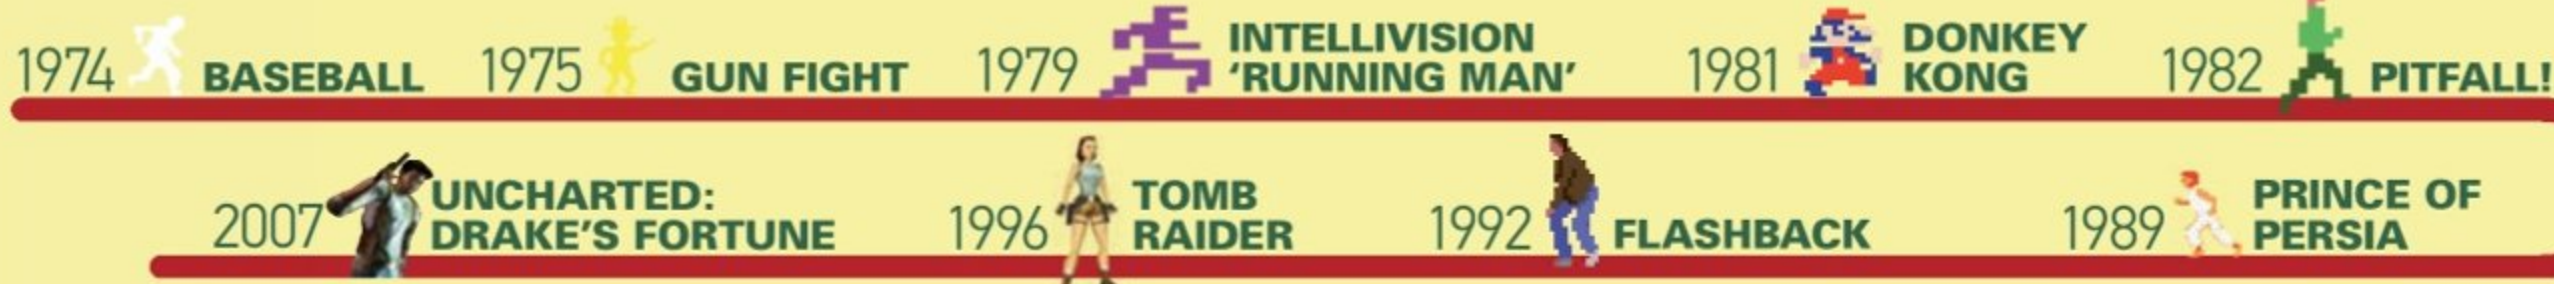 1974 BASEBALL 1975 GUN FIGHT 1979 INTELLIVISION
'RUNNING MAN' 1981 DONKEY
KONG 1982 PITFALL!
2007 UNCHARTED:
DRAKE'S FORTUNE 1996 TOMB
RAIDER 1992 FLASHBACK 1989 PRINCE OF
PERSIA